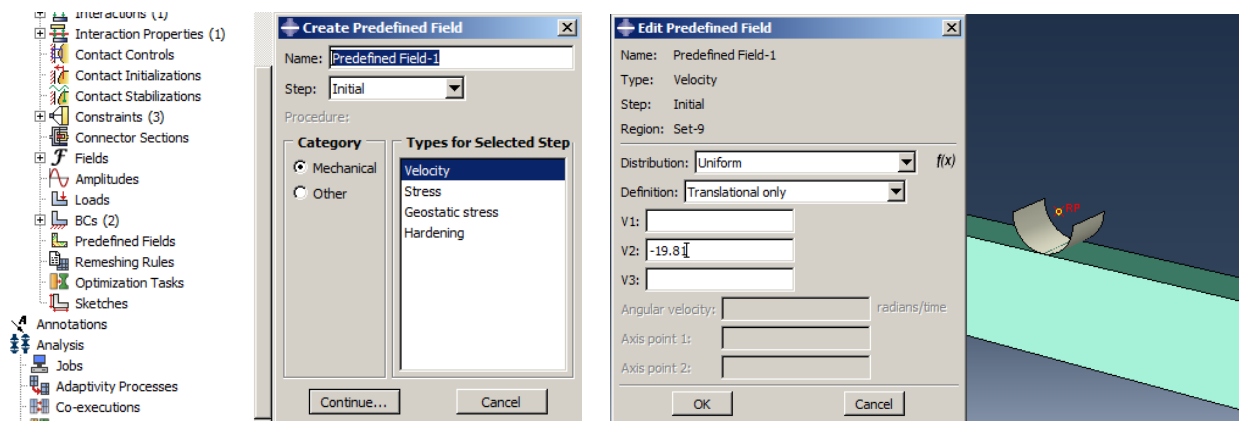 Interactions (1)
Interaction Properties (1)
Contact Controls
Contact Initializations
Contact Stabilizations
Constraints (3)
Connector Sections
Fields
Amplitudes
Loads
BCs (2)
Predefined Fields
Remeshing Rules
Optimization Tasks
Sketches
Annotations
Analysis
Jobs
Adaptivity Processes
Co-executions
Create Predefined Field
Name: Predefined Field-1
Step: Initial
Procedure:
Category
Mechanical
Other
Types for Selected Step
Velocity
Stress
Geostatic stress
Hardening
Continue...
Cancel
Edit Predefined Field
Name: Predefined Field-1
Type: Velocity
Step: Initial
Region: Set-9
Distribution: Uniform f(x)
Definition: Translational only
V1:
V2: -19.81
V3:
Angular velocity: radians/time
Axis point 1:
Axis point 2:
OK
Cancel
RP